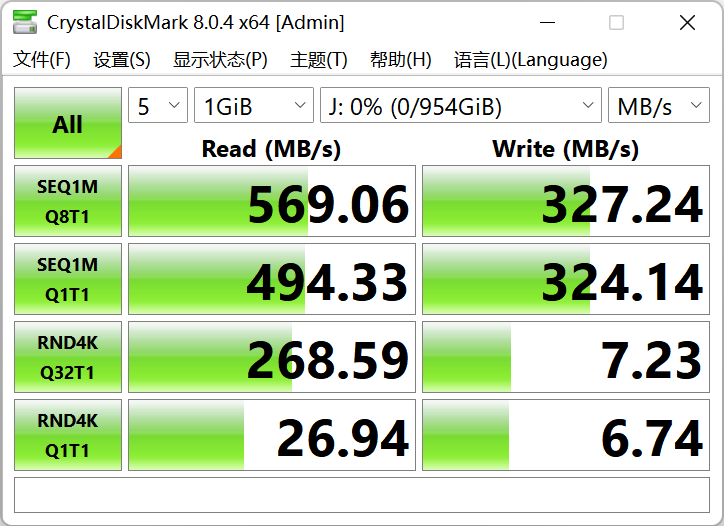 CrystalDiskMark 8.0.4 x64 [Admin]
文件(F) 设置(S) 显示状态(P) 主题(T) 帮助(H) 语言(L)(Language)
All 5 1GiB J: 0% (0/954GiB) MB/s
Read (MB/s) Write (MB/s)
SEQ1M
Q8T1 569.06 327.24
SEQ1M
Q1T1 494.33 324.14
RND4K
Q32T1 268.59 7.23
RND4K
Q1T1 26.94 6.74